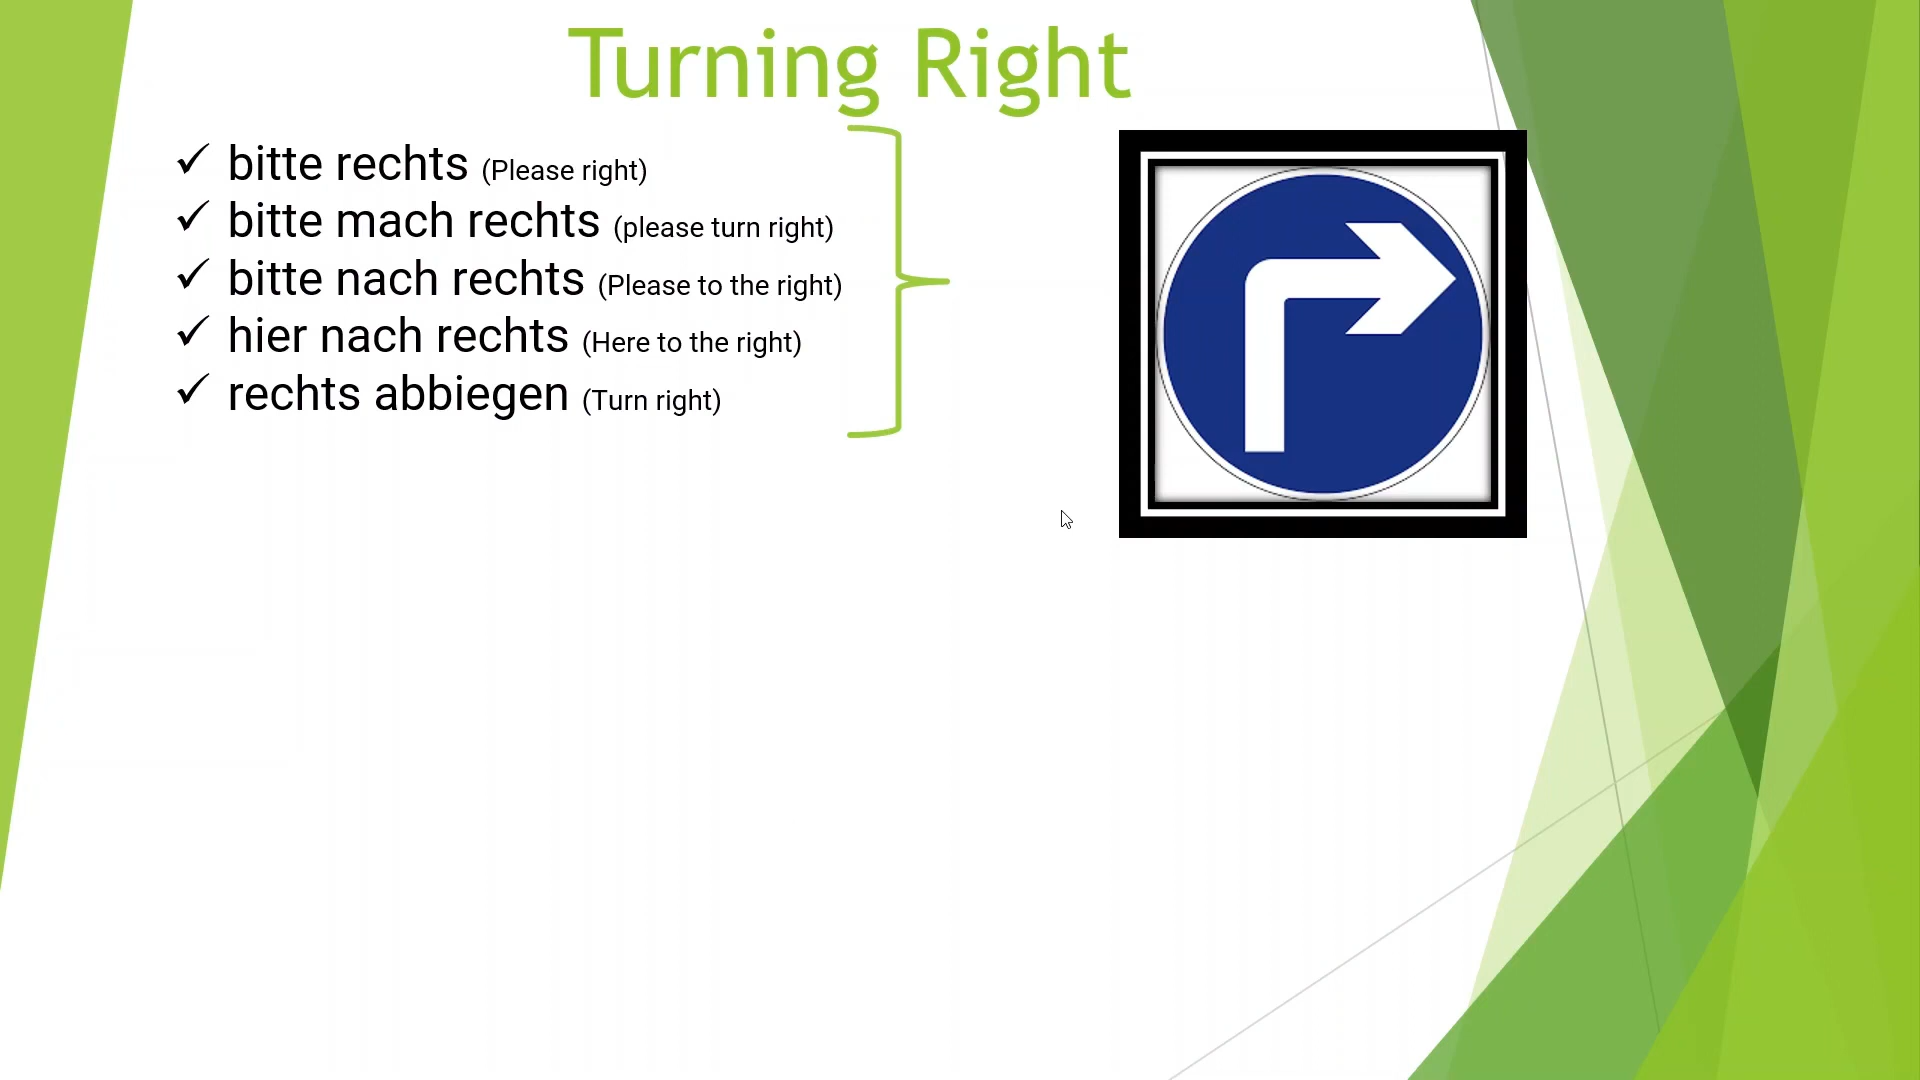 Turning Right
✓ bitte rechts (Please right)
✓ bitte mach rechts (please turn right)
✓ bitte nach rechts (Please to the right)
✓ hier nach rechts (Here to the right)
✓ rechts abbiegen (Turn right)